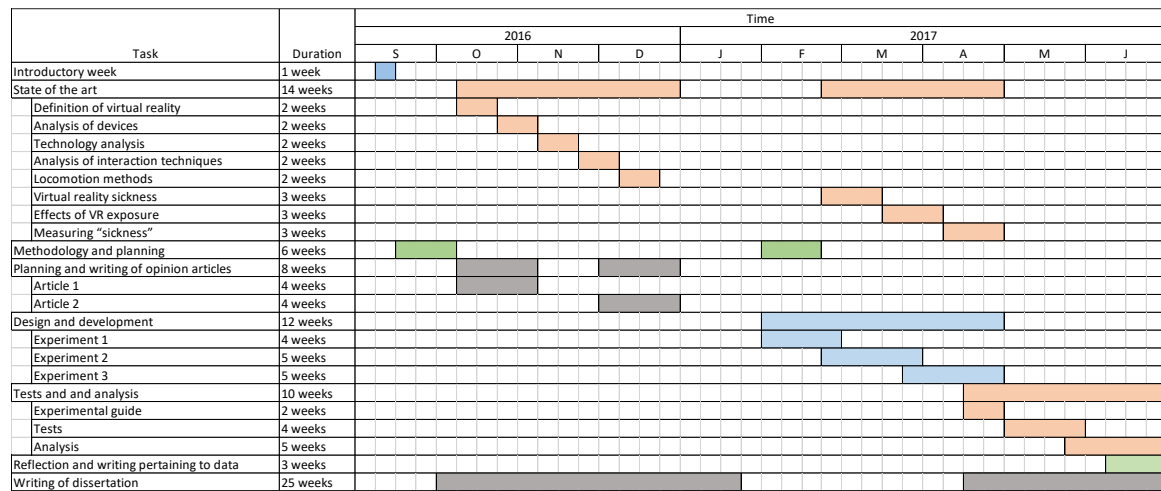 Time
2016 2017
Task Duration S O N D J F M A M J
Introductory week 1 week
State of the art 14 weeks
Definition of virtual reality 2 weeks
Analysis of devices 2 weeks
Technology analysis 2 weeks
Analysis of interaction techniques 2 weeks
Locomotion methods 2 weeks
Virtual reality sickness 3 weeks
Effects of VR exposure 3 weeks
Measuring “sickness” 3 weeks
Methodology and planning 6 weeks
Planning and writing of opinion articles 8 weeks
Article 1 4 weeks
Article 2 4 weeks
Design and development 12 weeks
Experiment 1 4 weeks
Experiment 2 5 weeks
Experiment 3 5 weeks
Tests and and analysis 10 weeks
Experimental guide 2 weeks
Tests 4 weeks
Analysis 5 weeks
Reflection and writing pertaining to data 3 weeks
Writing of dissertation 25 weeks